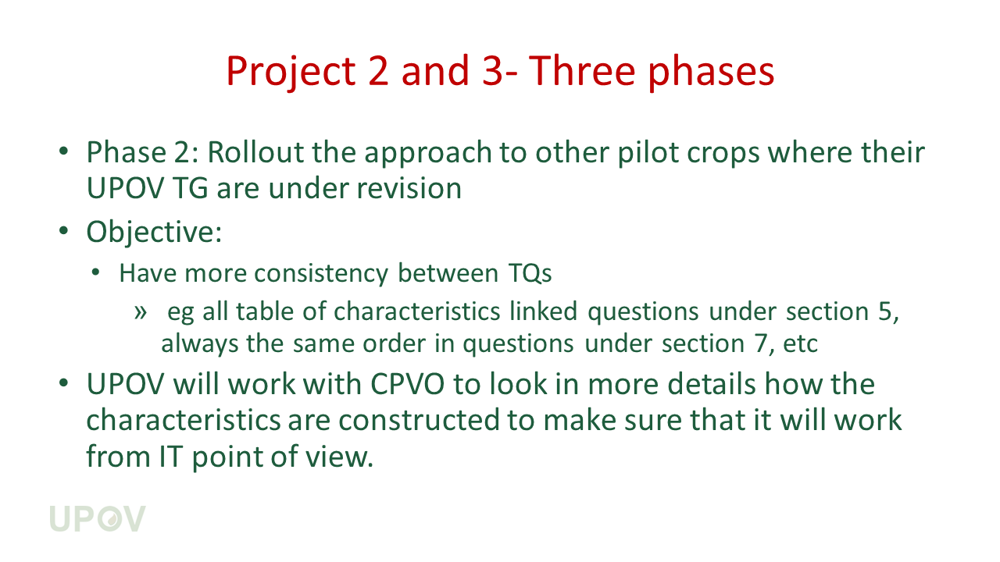 Project 2 and 3- Three phases
• Phase 2: Rollout the approach to other pilot crops where their
UPOV TG are under revision
• Objective:
• Have more consistency between TQs
» eg all table of characteristics linked questions under section 5,
always the same order in questions under section 7, etc
• UPOV will work with CPVO to look in more details how the
characteristics are constructed to make sure that it will work
from IT point of view.
UPOV